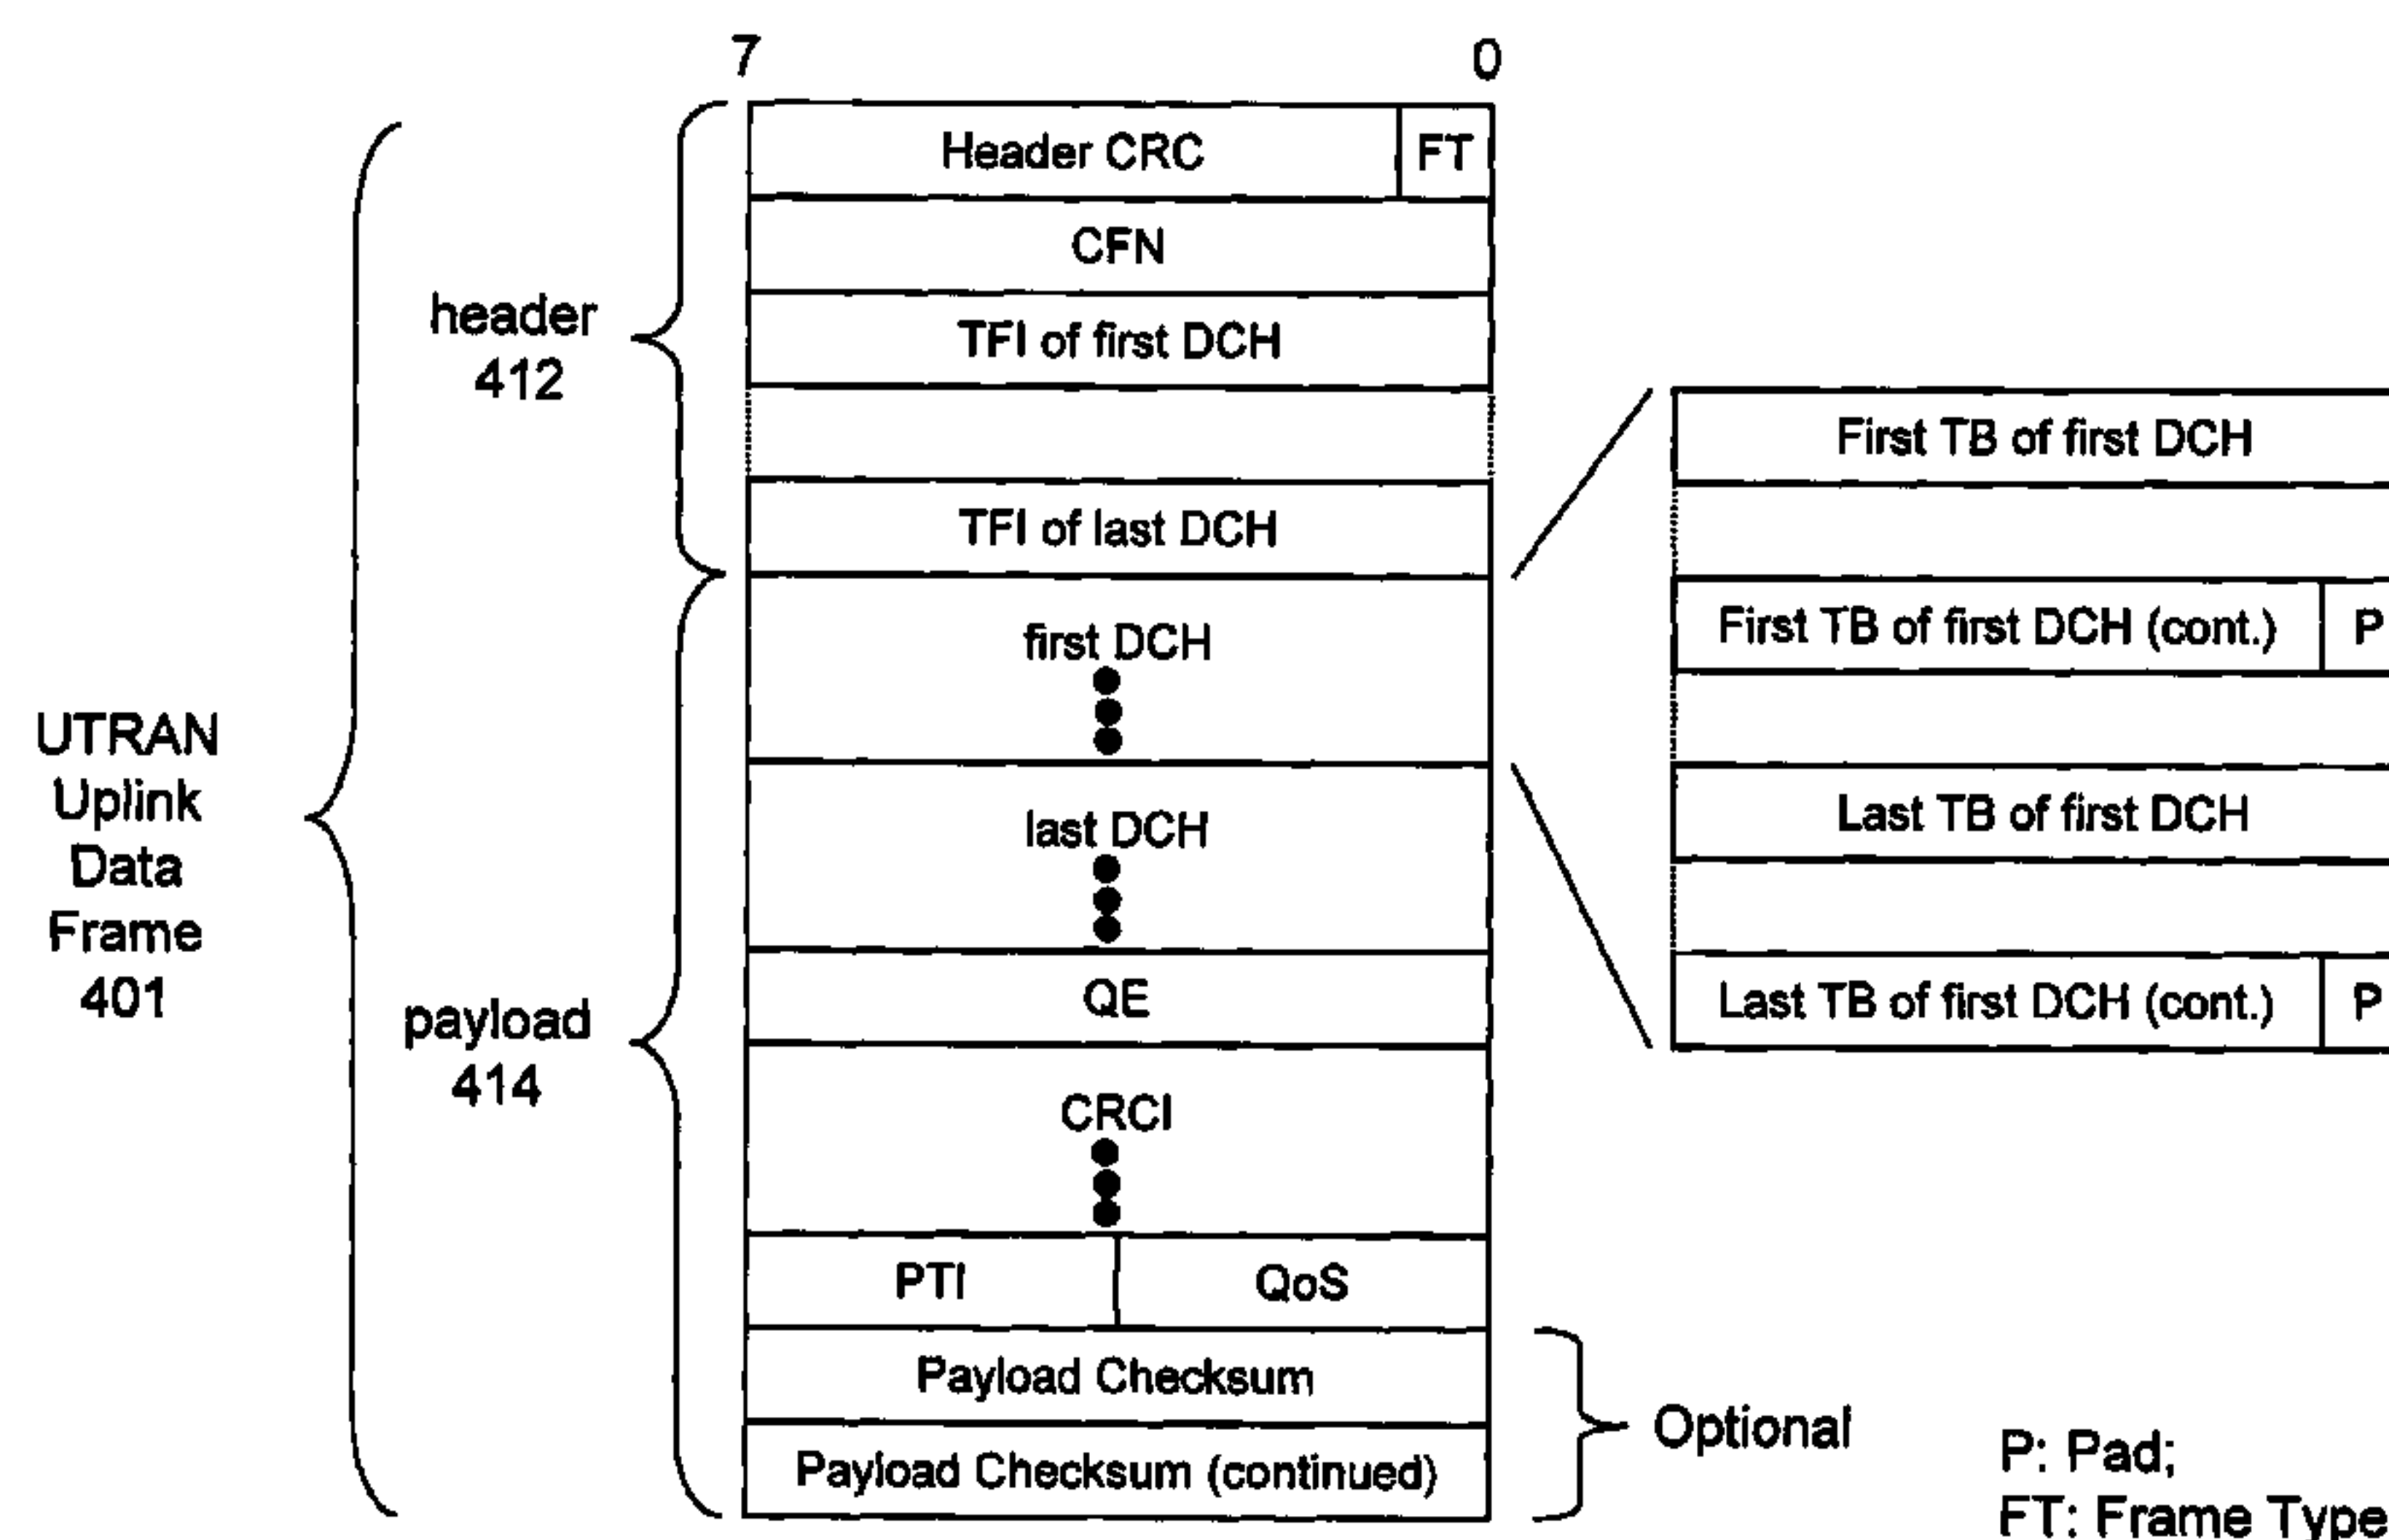 7 0
Header CRC FT
CFN
TFI of first DCH
TFI of last DCH
header
412
first DCH
last DCH
QE
CRCI
PTI QoS
Payload Checksum
Payload Checksum (continued)
payload
414
UTRAN
Uplink
Data
Frame
401
First TB of first DCH
First TB of first DCH (cont.) P
Last TB of first DCH
Last TB of first DCH (cont.) P
Optional
P: Pad;
FT: Frame Type